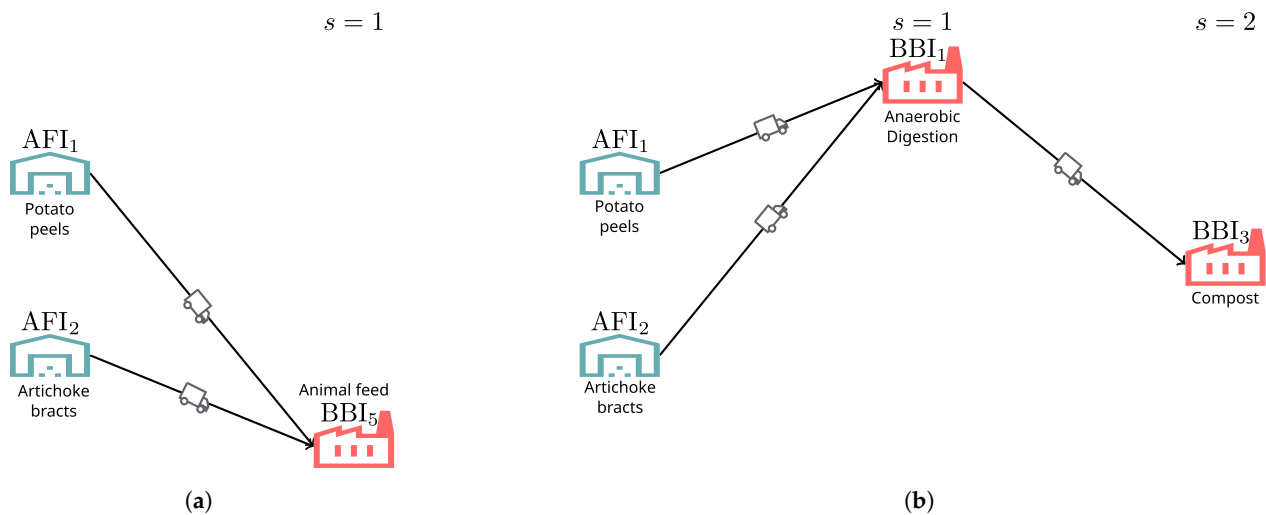 s = 1
AFI₁
Potato
peels
AFI₂
Artichoke
bracts
Animal feed
BBI₅
(a)
s = 1
s = 2
BBI₁
Anaerobic
Digestion
AFI₁
Potato
peels
BBI₃
Compost
AFI₂
Artichoke
bracts
(b)